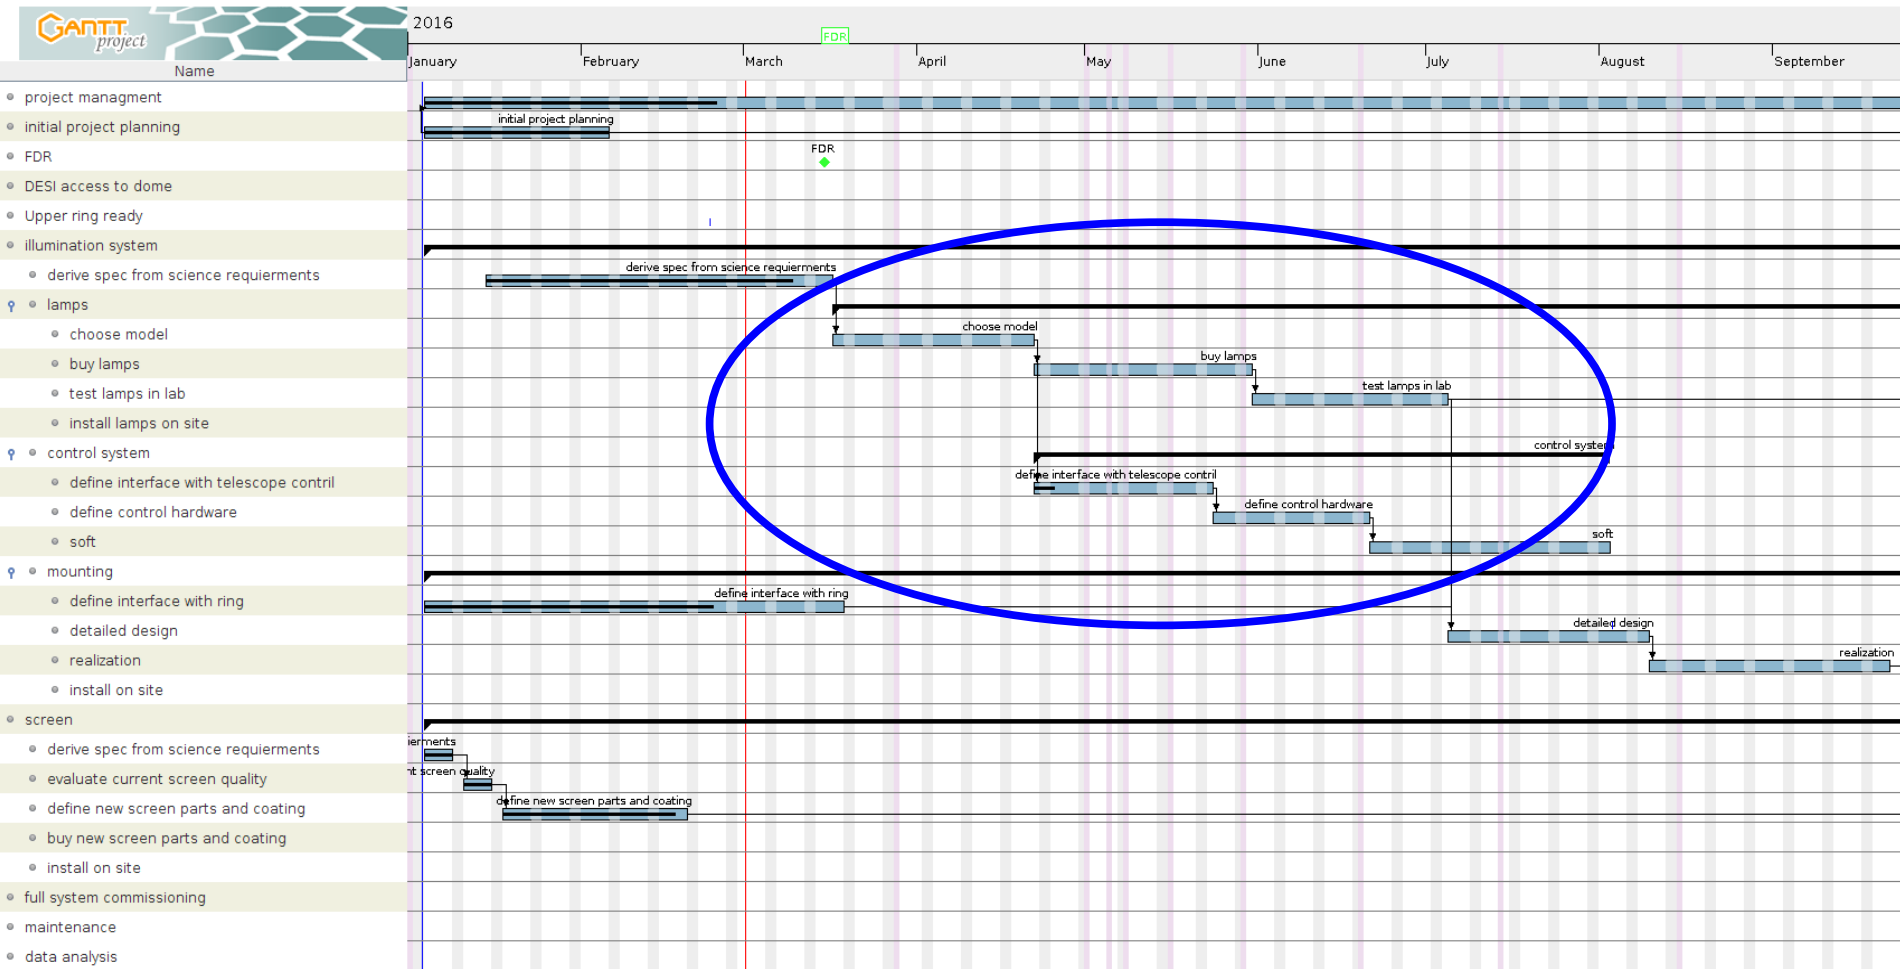 GANTT
project
2016
FDR
Name
January February March April May June July August September
project managment
initial project planning
initial project planning
FDR
FDR
DESI access to dome
Upper ring ready
illumination system
derive spec from science requierments
derive spec from science requierments
lamps
choose model
choose model
buy lamps
buy lamps
test lamps in lab
test lamps in lab
install lamps on site
control system
control system
define interface with telescope contril
define interface with telescope contril
define control hardware
define control hardware
soft
soft
mounting
define interface with ring
define interface with ring
detailed design
detailed design
realization
realization
install on site
screen
derive spec from science requierments
ierments
evaluate current screen quality
nt screen quality
define new screen parts and coating
define new screen parts and coating
buy new screen parts and coating
install on site
full system commissioning
maintenance
data analysis